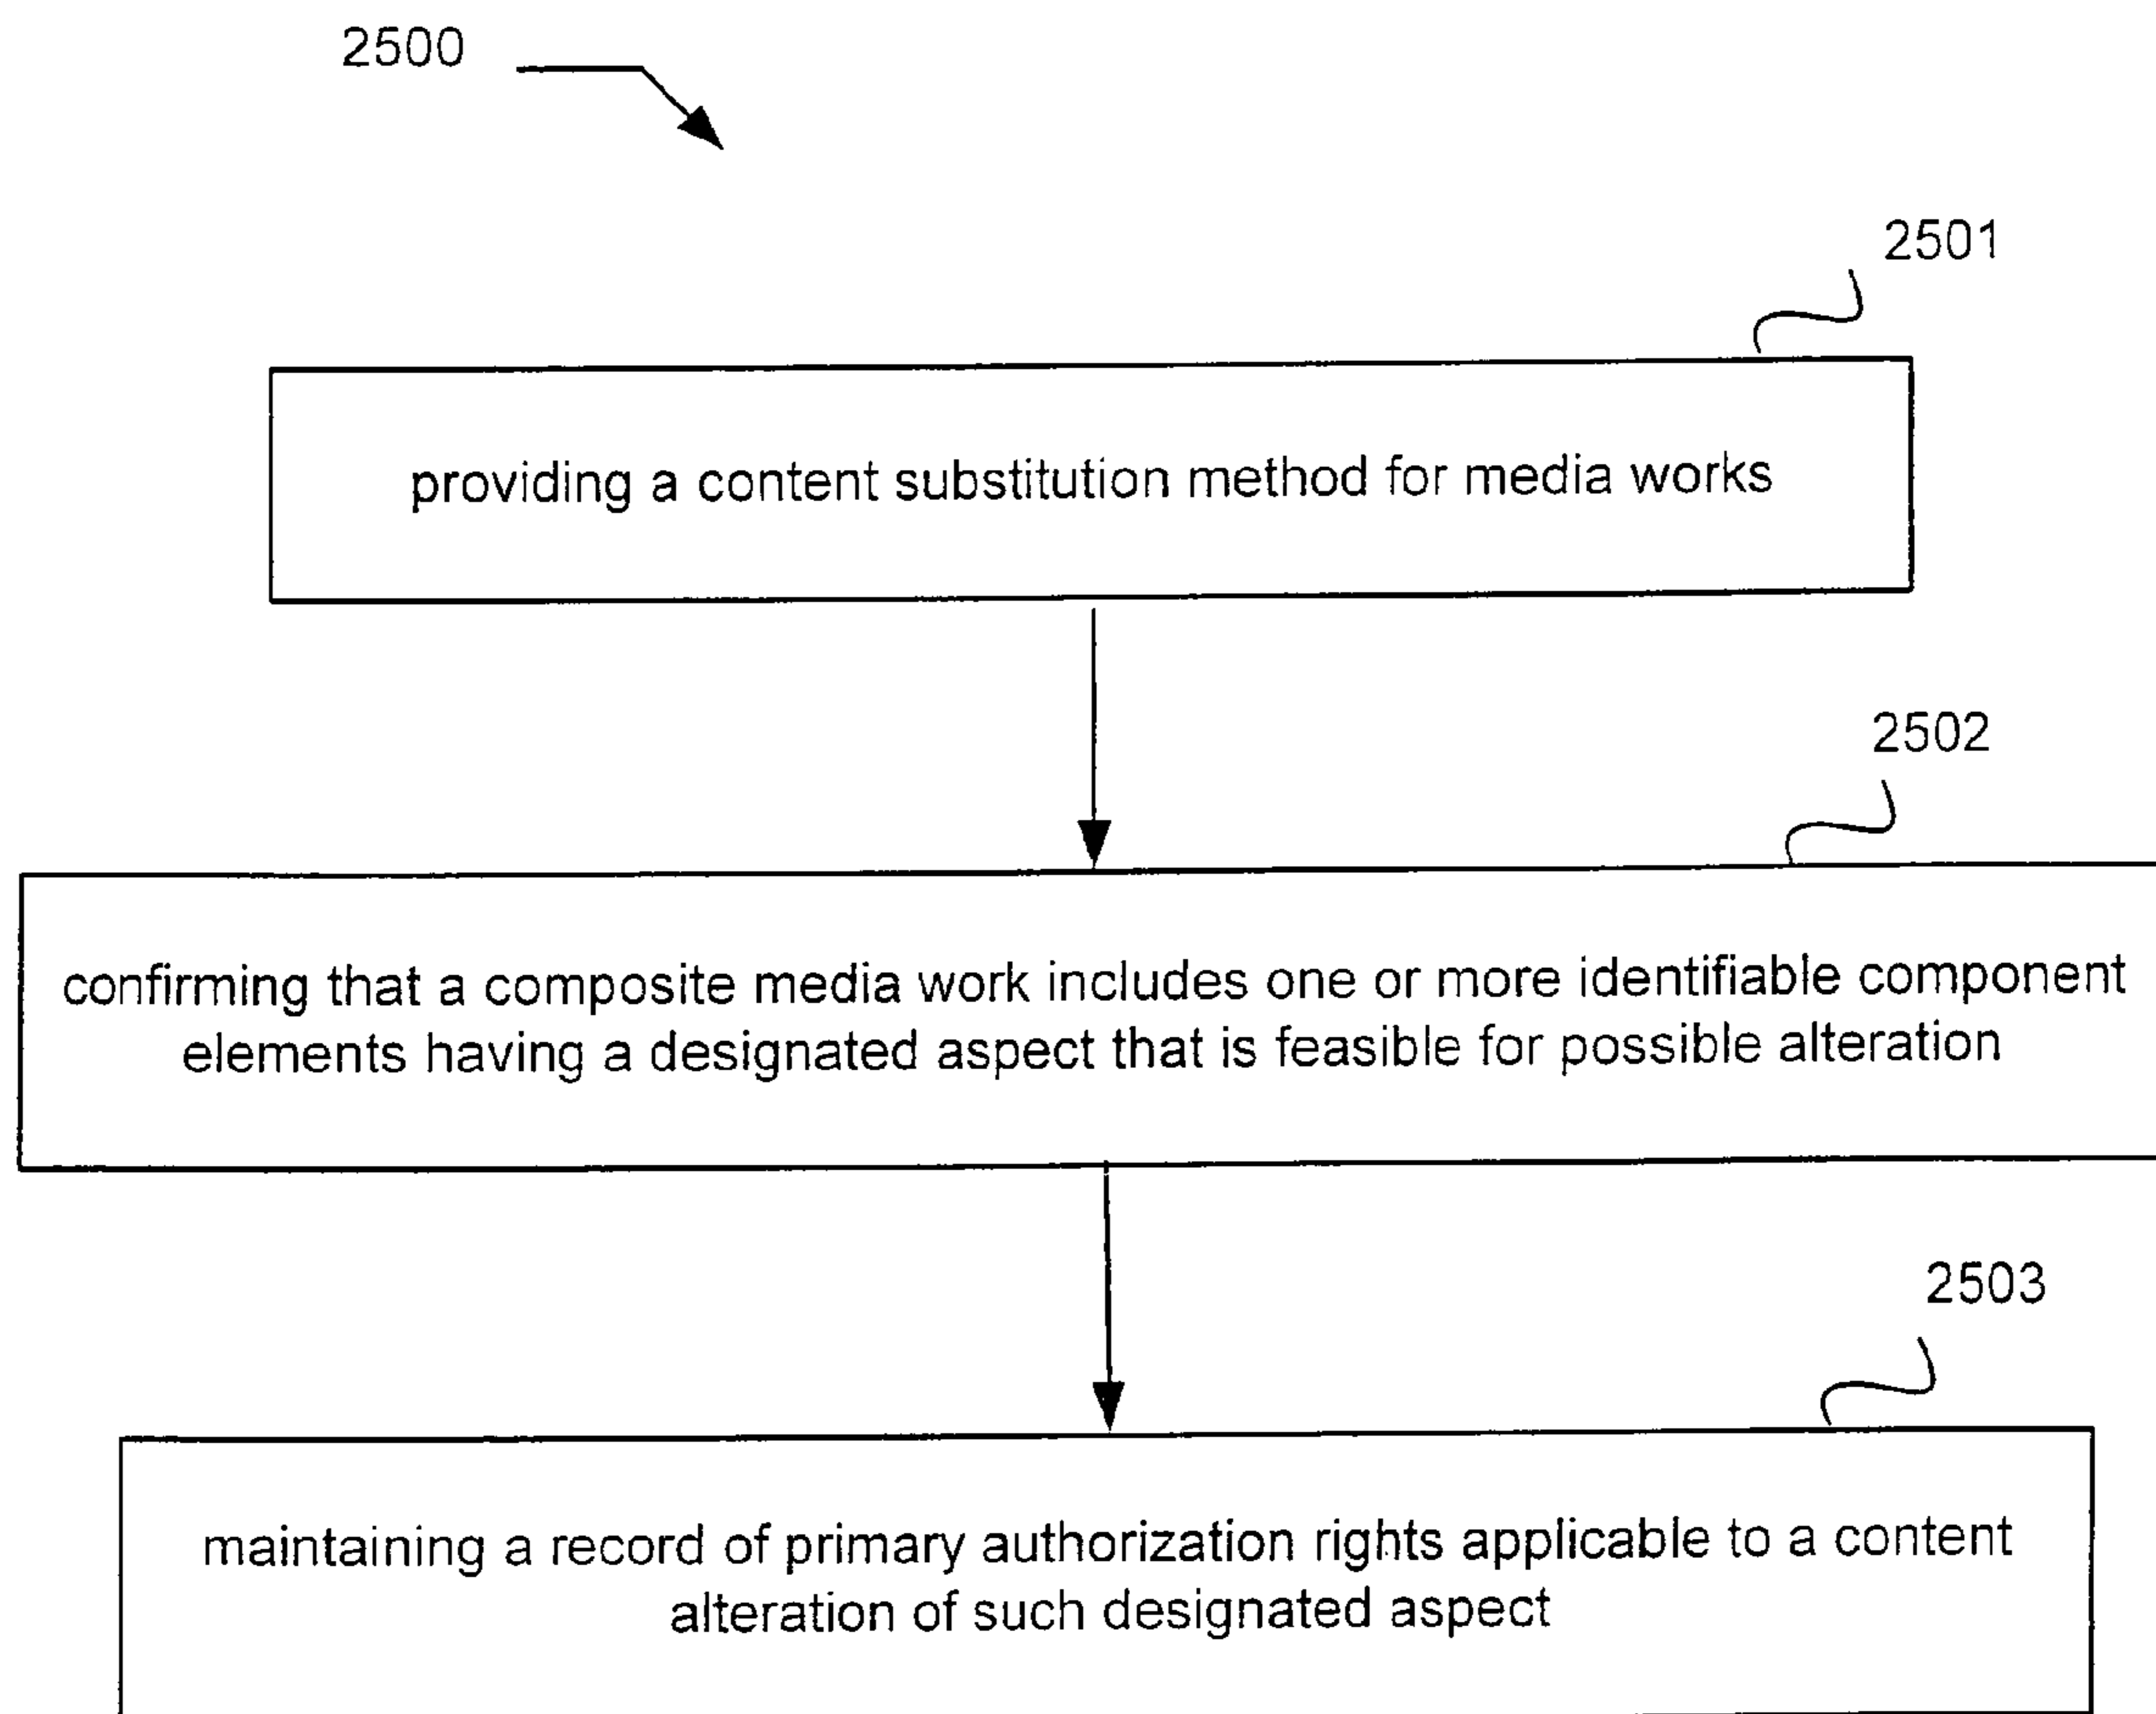 2500
2501
providing a content substitution method for media works
2502
confirming that a composite media work includes one or more identifiable component
elements having a designated aspect that is feasible for possible alteration
2503
maintaining a record of primary authorization rights applicable to a content
alteration of such designated aspect